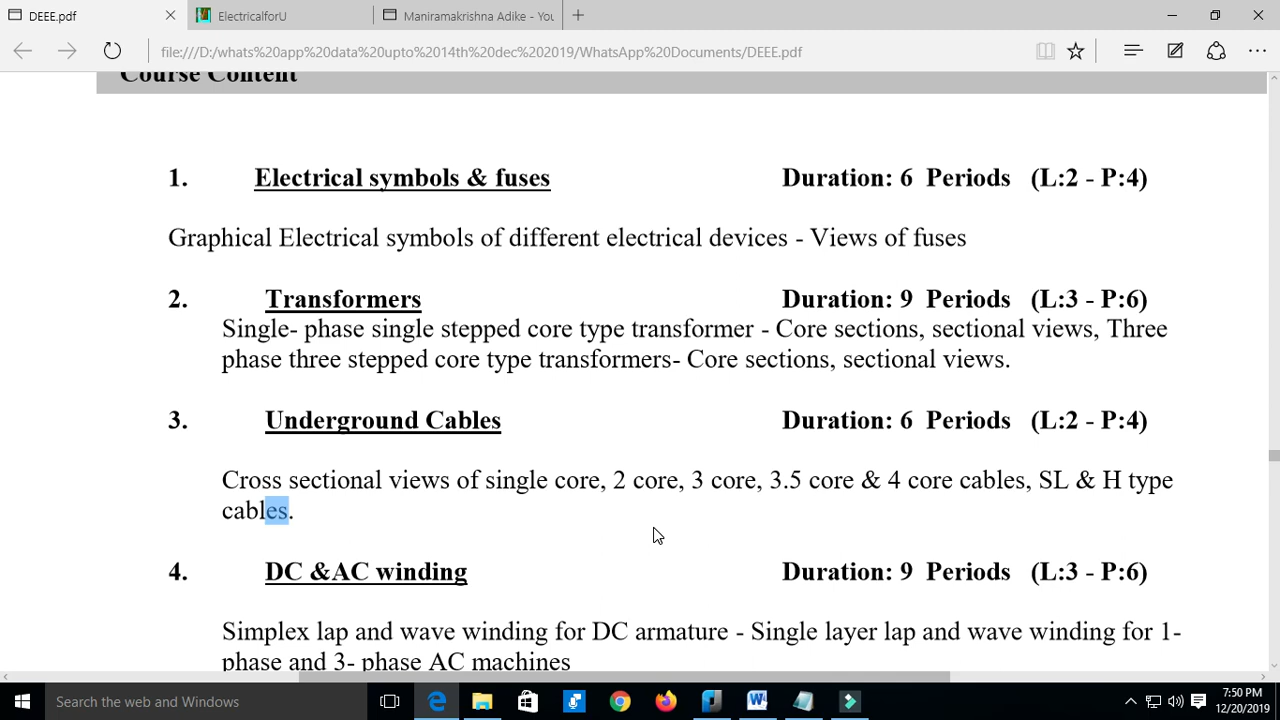 DEEE.pdf
ElectricalforU
Maniramakrishna Adike - You
file:///D:/whats%20app%20data%20upto%2014th%20dec%202019/WhatsApp%20Documents/DEEE.pdf
Course Content
1. Electrical symbols & fuses Duration: 6 Periods (L:2 - P:4)
Graphical Electrical symbols of different electrical devices - Views of fuses
2. Transformers Duration: 9 Periods (L:3 - P:6)
Single- phase single stepped core type transformer - Core sections, sectional views, Three
phase three stepped core type transformers- Core sections, sectional views.
3. Underground Cables Duration: 6 Periods (L:2 - P:4)
Cross sectional views of single core, 2 core, 3 core, 3.5 core & 4 core cables, SL & H type
cables.
4. DC &AC winding Duration: 9 Periods (L:3 - P:6)
Simplex lap and wave winding for DC armature - Single layer lap and wave winding for 1-
phase and 3- phase AC machines
Search the web and Windows
7:50 PM
12/20/2019